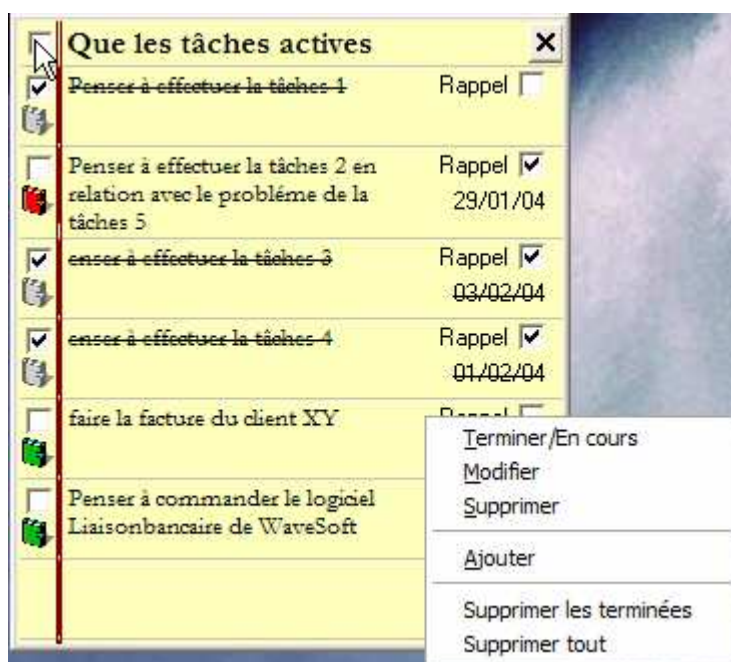 Que les tâches actives
Penser à effectuer la tâches 1 Rappel
Penser à effectuer la tâches 2 en Rappel
relation avec le probléme de la 29/01/04
tâches 5
enser à effectuer la tâches 3 Rappel
03/02/04
enser à effectuer la tâches 4 Rappel
01/02/04
faire la facture du client XY Rappel
Penser à commander le logiciel
Liaisonbancaire de WaveSoft
Terminer/En cours
Modifier
Supprimer
Ajouter
Supprimer les terminées
Supprimer tout